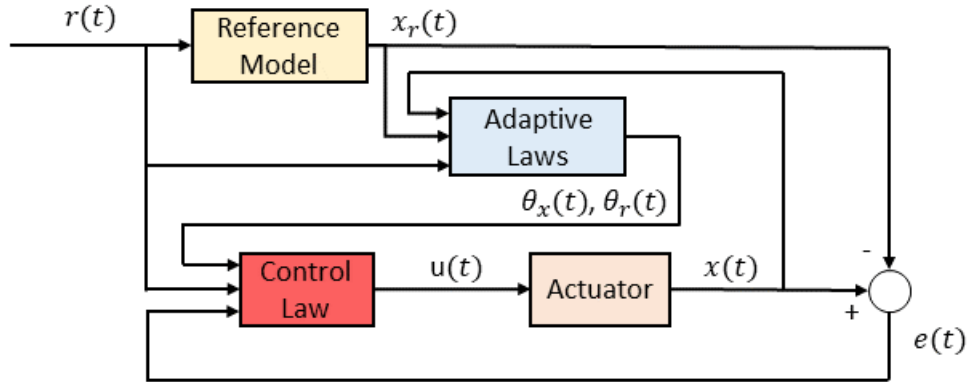 r(t)
Reference
Model
x_r(t)
Adaptive
Laws
θ_x(t), θ_r(t)
Control
Law
u(t)
Actuator
x(t)
-
+
e(t)